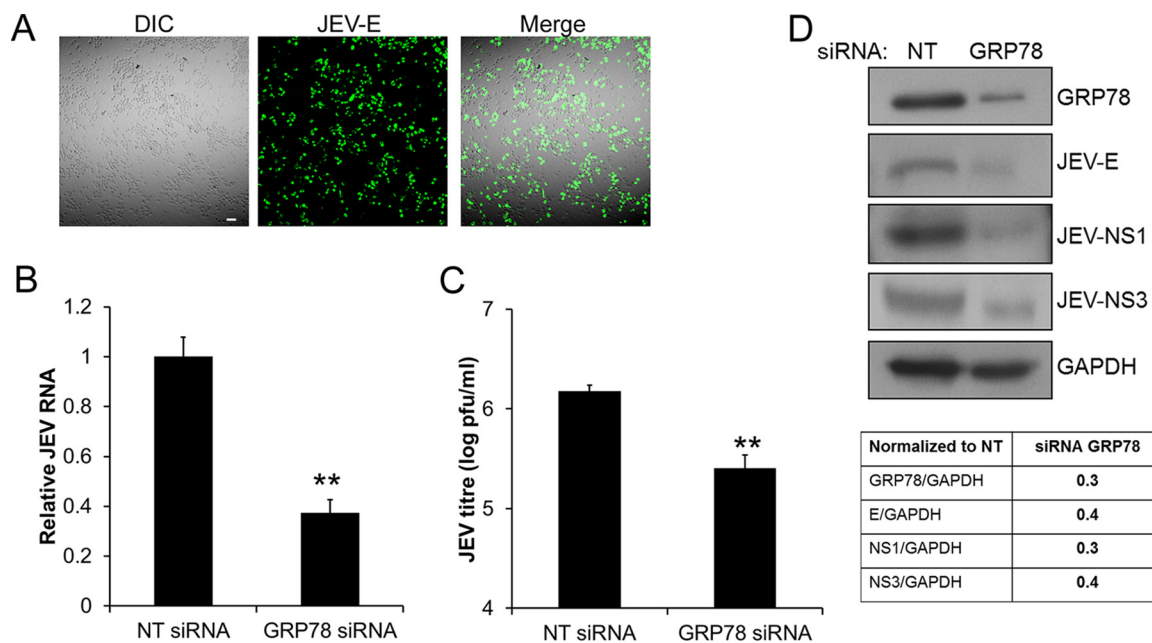 A
DIC
JEV-E
Merge
B
Relative JEV RNA
1.2
1
0.8
0.6
0.4
0.2
0
**
NT siRNA
GRP78 siRNA
C
JEV titre (log pfu/ml)
7
6
5
4
**
NT siRNA
GRP78 siRNA
D
siRNA: NT GRP78
GRP78
JEV-E
JEV-NS1
JEV-NS3
GAPDH
Normalized to NT siRNA GRP78
GRP78/GAPDH 0.3
E/GAPDH 0.4
NS1/GAPDH 0.3
NS3/GAPDH 0.4